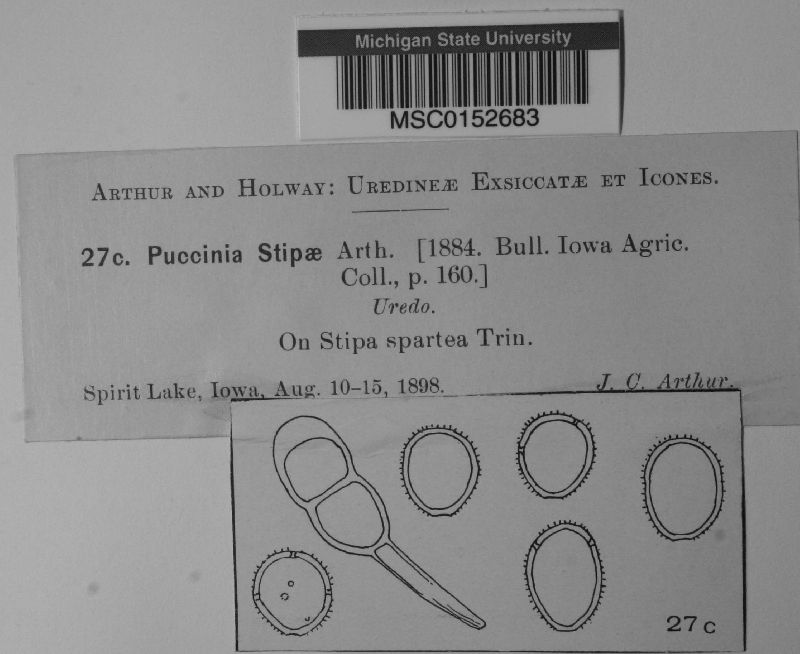 Michigan State University
MSC0152683
Arthur and Holway: Uredineæ Exsiccatæ et Icones.
27c. Puccinia Stipæ Arth. [1884. Bull. Iowa Agric.
Coll., p. 160.]
Uredo.
On Stipa spartea Trin.
Spirit Lake, Iowa, Aug. 10–15, 1898. J. C. Arthur.
27 c